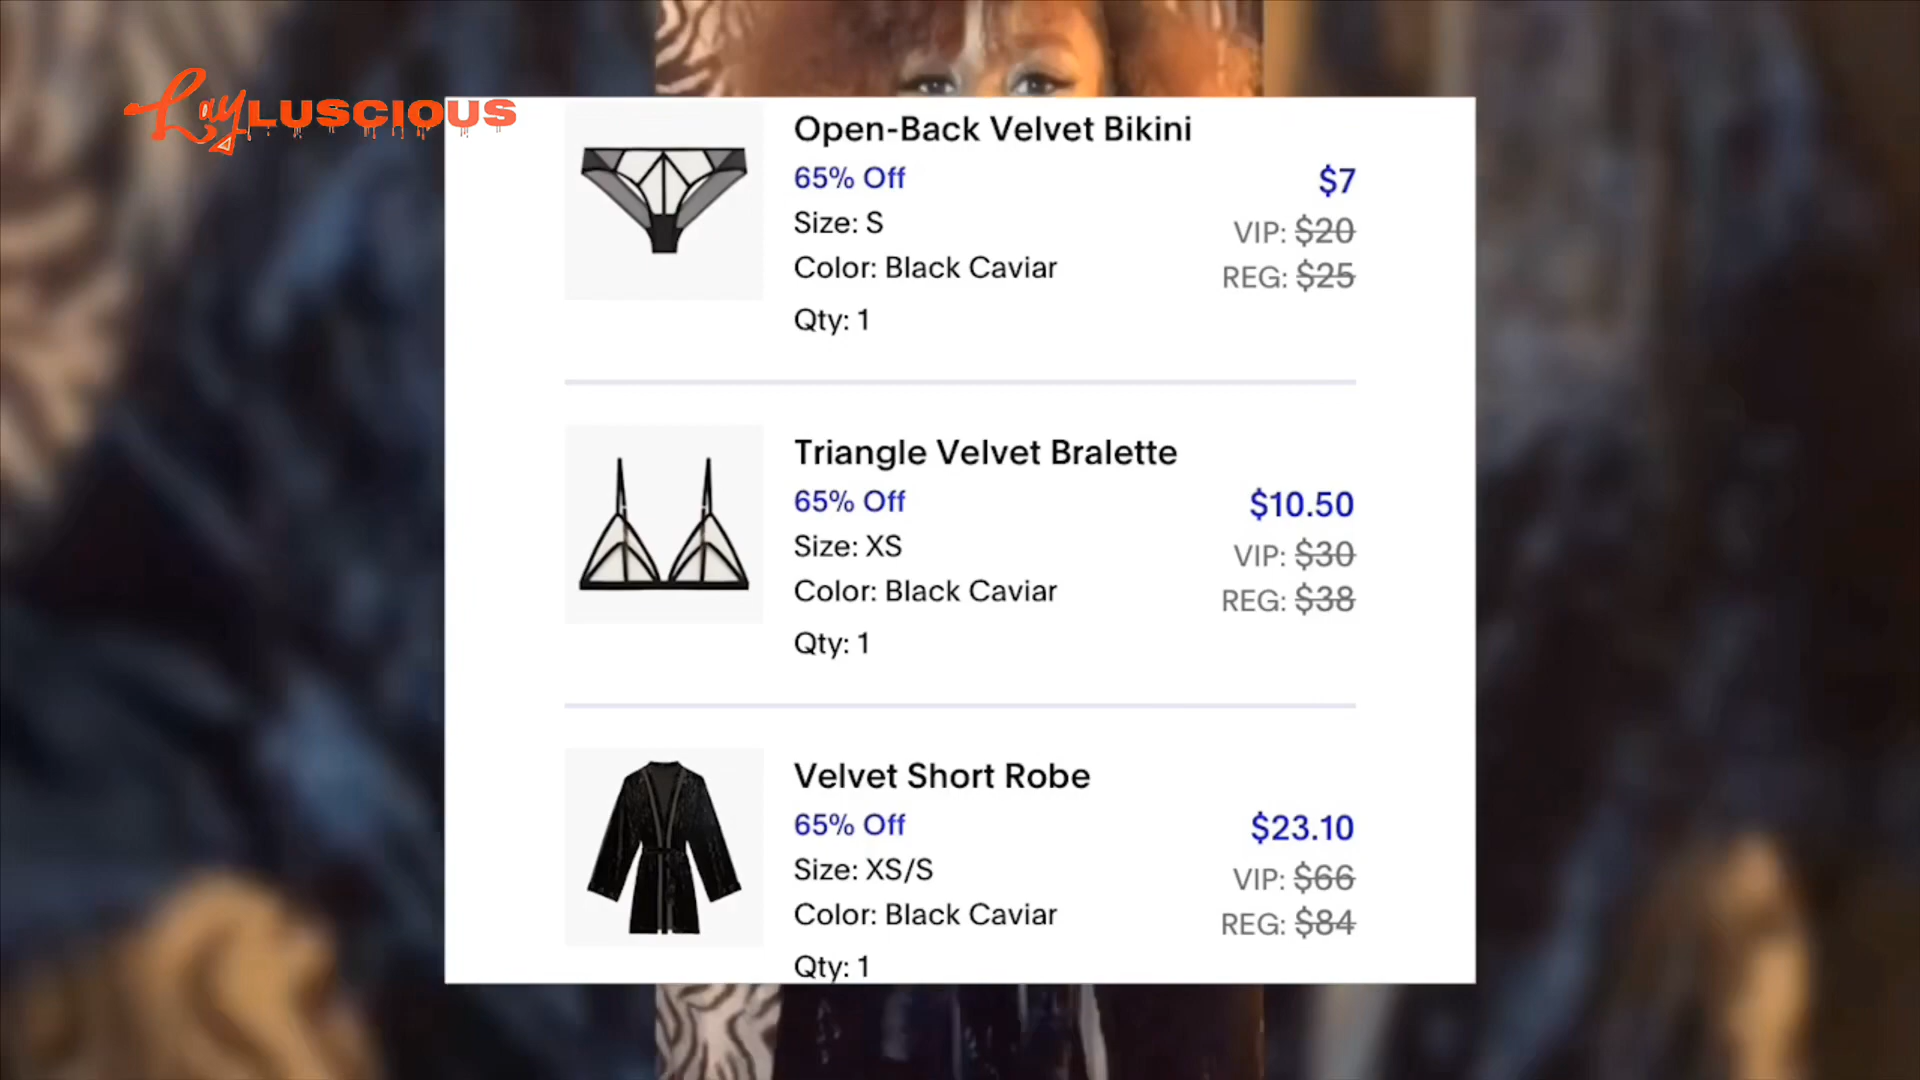 LayLUSCIOUS
Open-Back Velvet Bikini
65% Off
$7
Size: S
VIP: $20
Color: Black Caviar
REG: $25
Qty: 1
Triangle Velvet Bralette
65% Off
$10.50
Size: XS
VIP: $30
Color: Black Caviar
REG: $38
Qty: 1
Velvet Short Robe
65% Off
$23.10
Size: XS/S
VIP: $66
Color: Black Caviar
REG: $84
Qty: 1